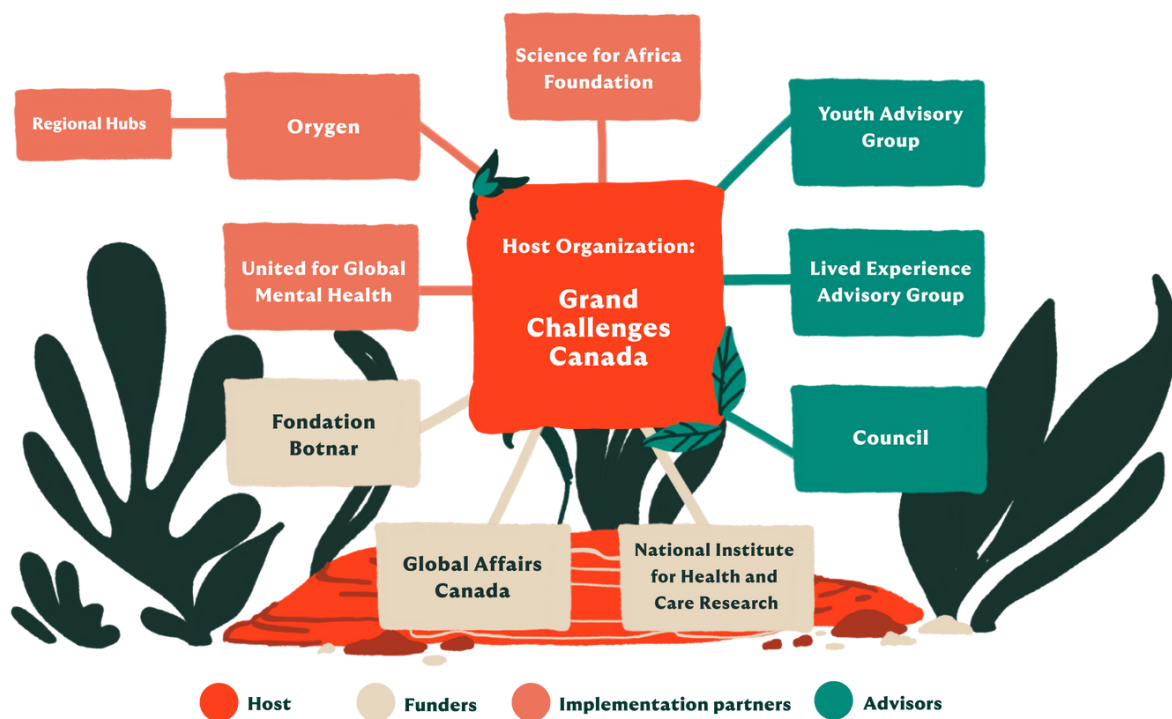 Science for Africa
Foundation
Regional Hubs
Orygen
Youth Advisory
Group
Host Organization:
Grand
Challenges
Canada
United for Global
Mental Health
Lived Experience
Advisory Group
Fondation
Botnar
Council
Global Affairs
Canada
National Institute
for Health and
Care Research
Host
Funders
Implementation partners
Advisors